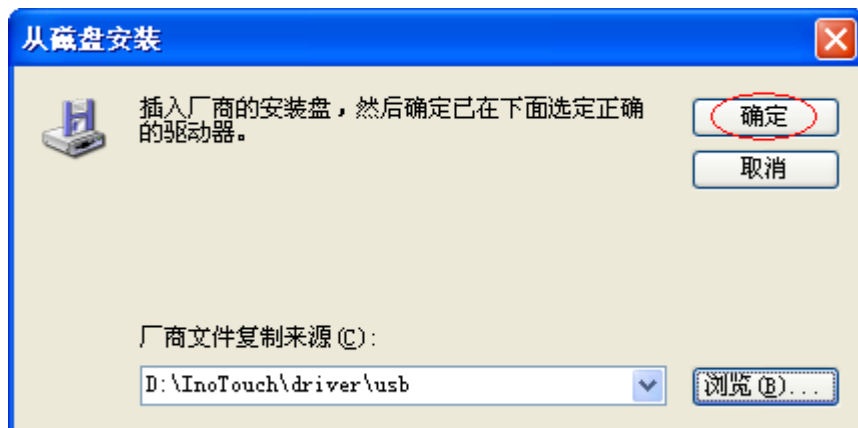 从磁盘安装
插入厂商的安装盘，然后确定已在下面选定正确
的驱动器。
确定
取消
厂商文件复制来源(C):
D:\InoTouch\driver\usb
浏览(B)...